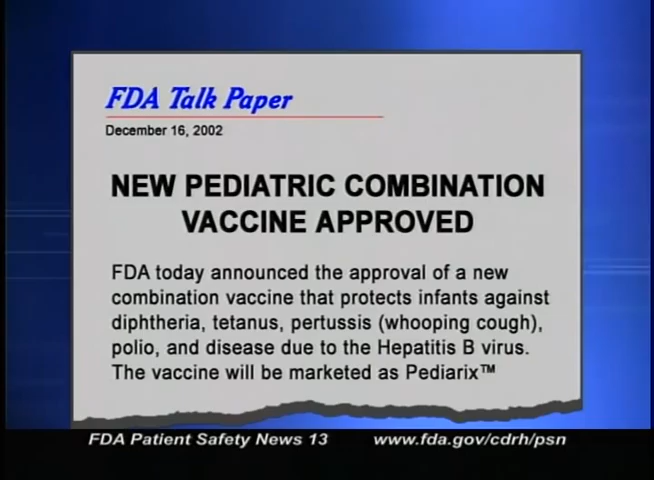 FDA Talk Paper
December 16, 2002
NEW PEDIATRIC COMBINATION
VACCINE APPROVED
FDA today announced the approval of a new
combination vaccine that protects infants against
diphtheria, tetanus, pertussis (whooping cough),
polio, and disease due to the Hepatitis B virus.
The vaccine will be marketed as Pediarix™
FDA Patient Safety News 13 www.fda.gov/cdrh/psn